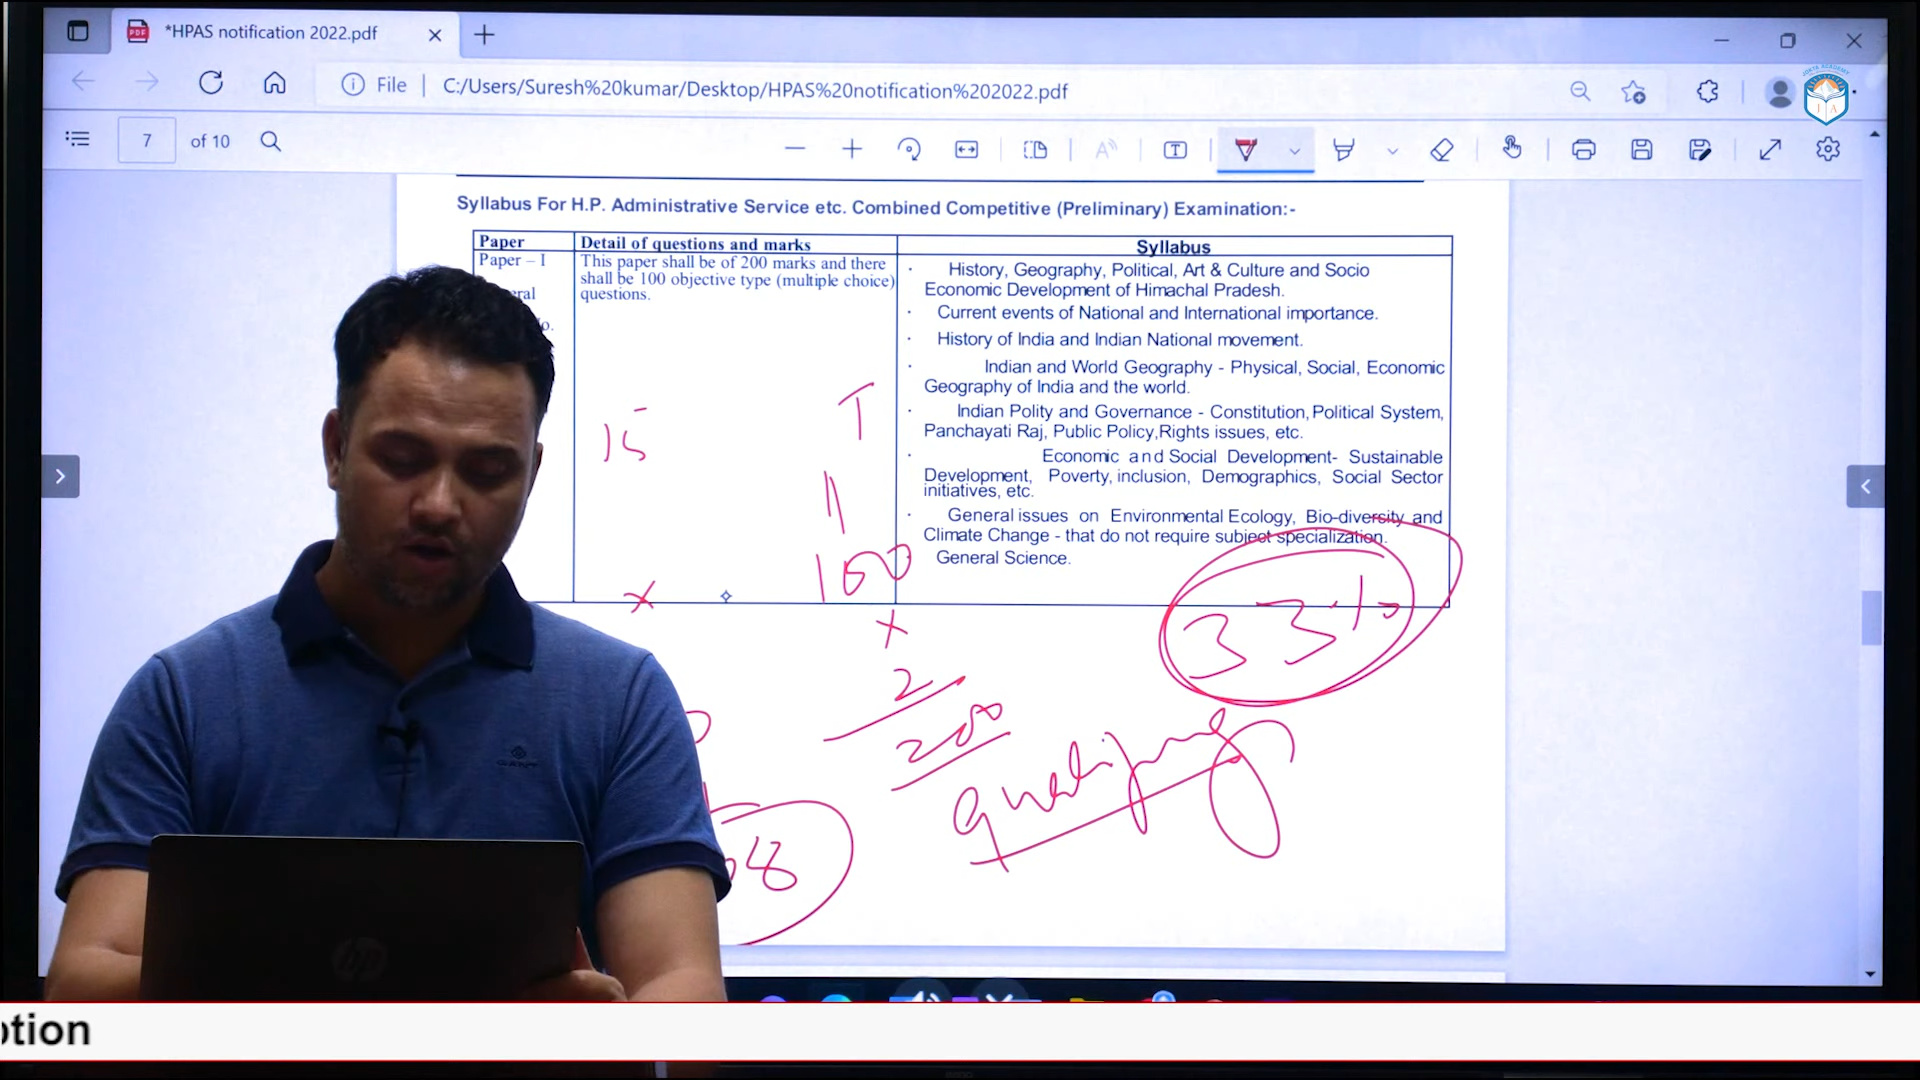 *HPAS notification 2022.pdf
File | C:/Users/Suresh%20kumar/Desktop/HPAS%20notification%202022.pdf
7 of 10
Syllabus For H.P. Administrative Service etc. Combined Competitive (Preliminary) Examination:-
Paper Detail of questions and marks Syllabus
Paper – I
This paper shall be of 200 marks and there
shall be 100 objective type (multiple choice)
questions.
· History, Geography, Political, Art & Culture and Socio
Economic Development of Himachal Pradesh.
· Current events of National and International importance.
· History of India and Indian National movement.
· Indian and World Geography - Physical, Social, Economic
Geography of India and the world.
· Indian Polity and Governance - Constitution, Political System,
Panchayati Raj, Public Policy,Rights issues, etc.
· Economic and Social Development- Sustainable
Development, Poverty, inclusion, Demographics, Social Sector
initiatives, etc.
· General issues on Environmental Ecology, Bio-diversity and
Climate Change - that do not require subject specialization.
General Science.
15
T
100
x
x
2
200
33%
qualifying
hp